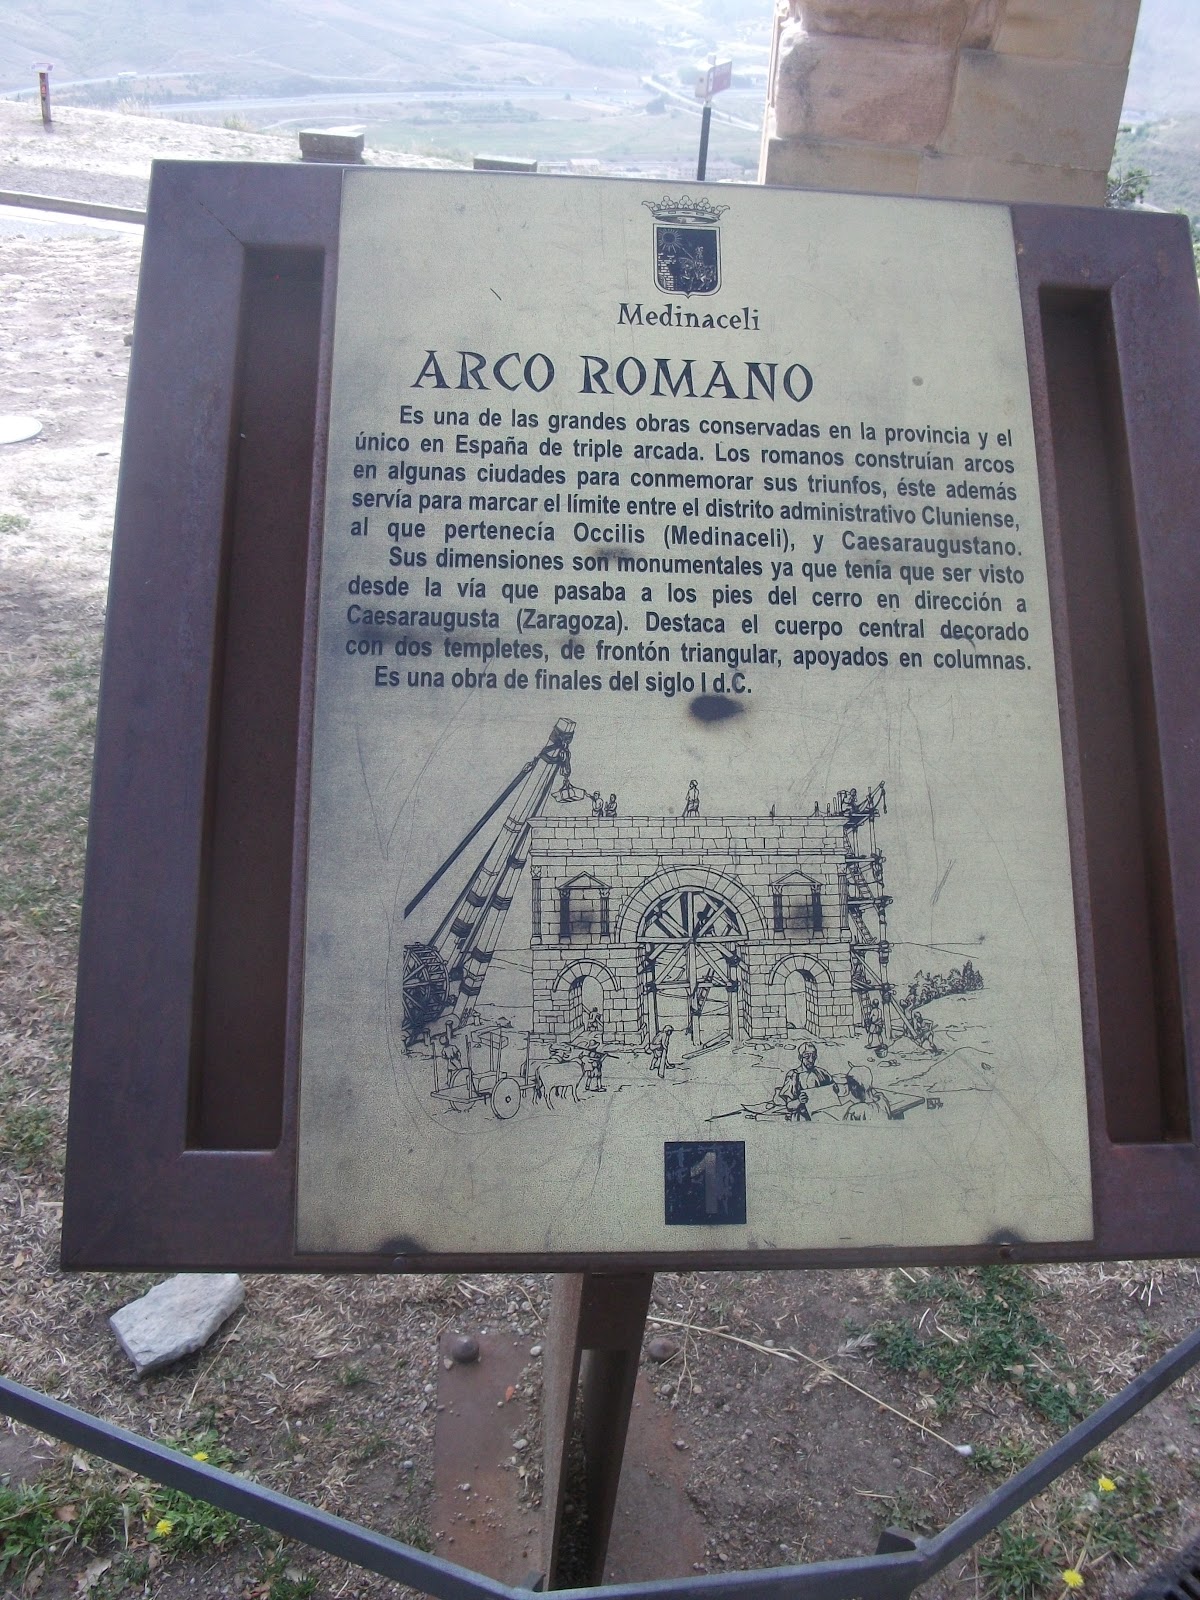 Medinaceli
ARCO ROMANO
Es una de las grandes obras conservadas en la provincia y el
único en España de triple arcada. Los romanos construían arcos
en algunas ciudades para conmemorar sus triunfos, éste además
servía para marcar el límite entre el distrito administrativo Cluniense,
al que pertenecía Occilis (Medinaceli), y Caesaraugustano.
Sus dimensiones son monumentales ya que tenía que ser visto
desde la vía que pasaba a los pies del cerro en dirección a
Caesaraugusta (Zaragoza). Destaca el cuerpo central decorado
con dos templetes, de frontón triangular, apoyados en columnas.
Es una obra de finales del siglo I d.C.
1